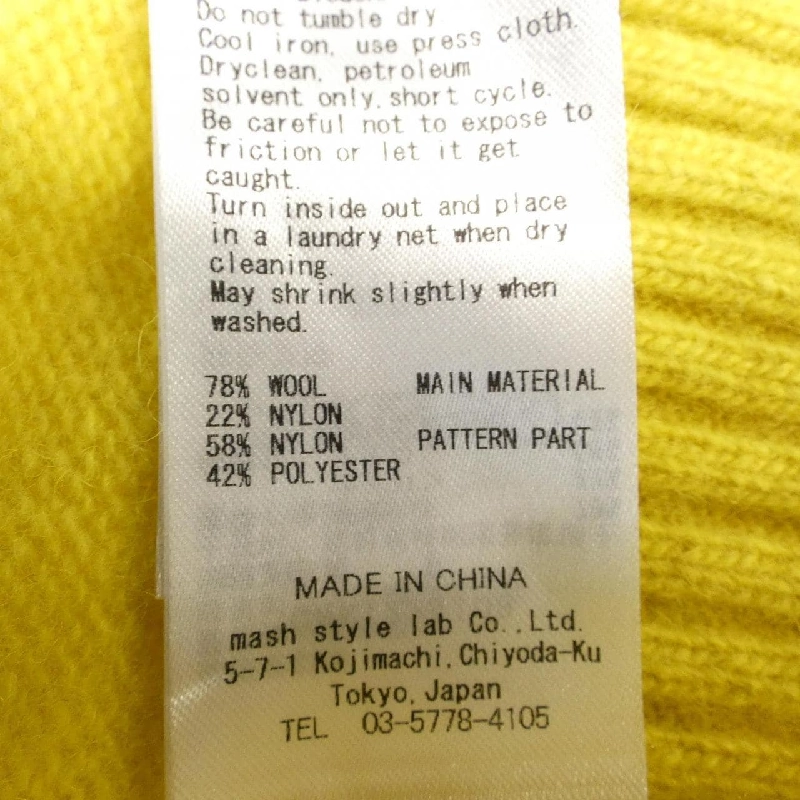 Do not tumble dry
Cool iron, use press cloth.
Dryclean, petroleum
solvent only, short cycle.
Be careful not to expose to
friction or let it get
caught.
Turn inside out and place
in a laundry net when dry
cleaning.
May shrink slightly when
washed.
78% WOOL MAIN MATERIAL
22% NYLON
58% NYLON PATTERN PART
42% POLYESTER
MADE IN CHINA
mash style lab Co.,Ltd.
5-7-1 Kojimachi,Chiyoda-Ku
Tokyo,Japan
TEL 03-5778-4105